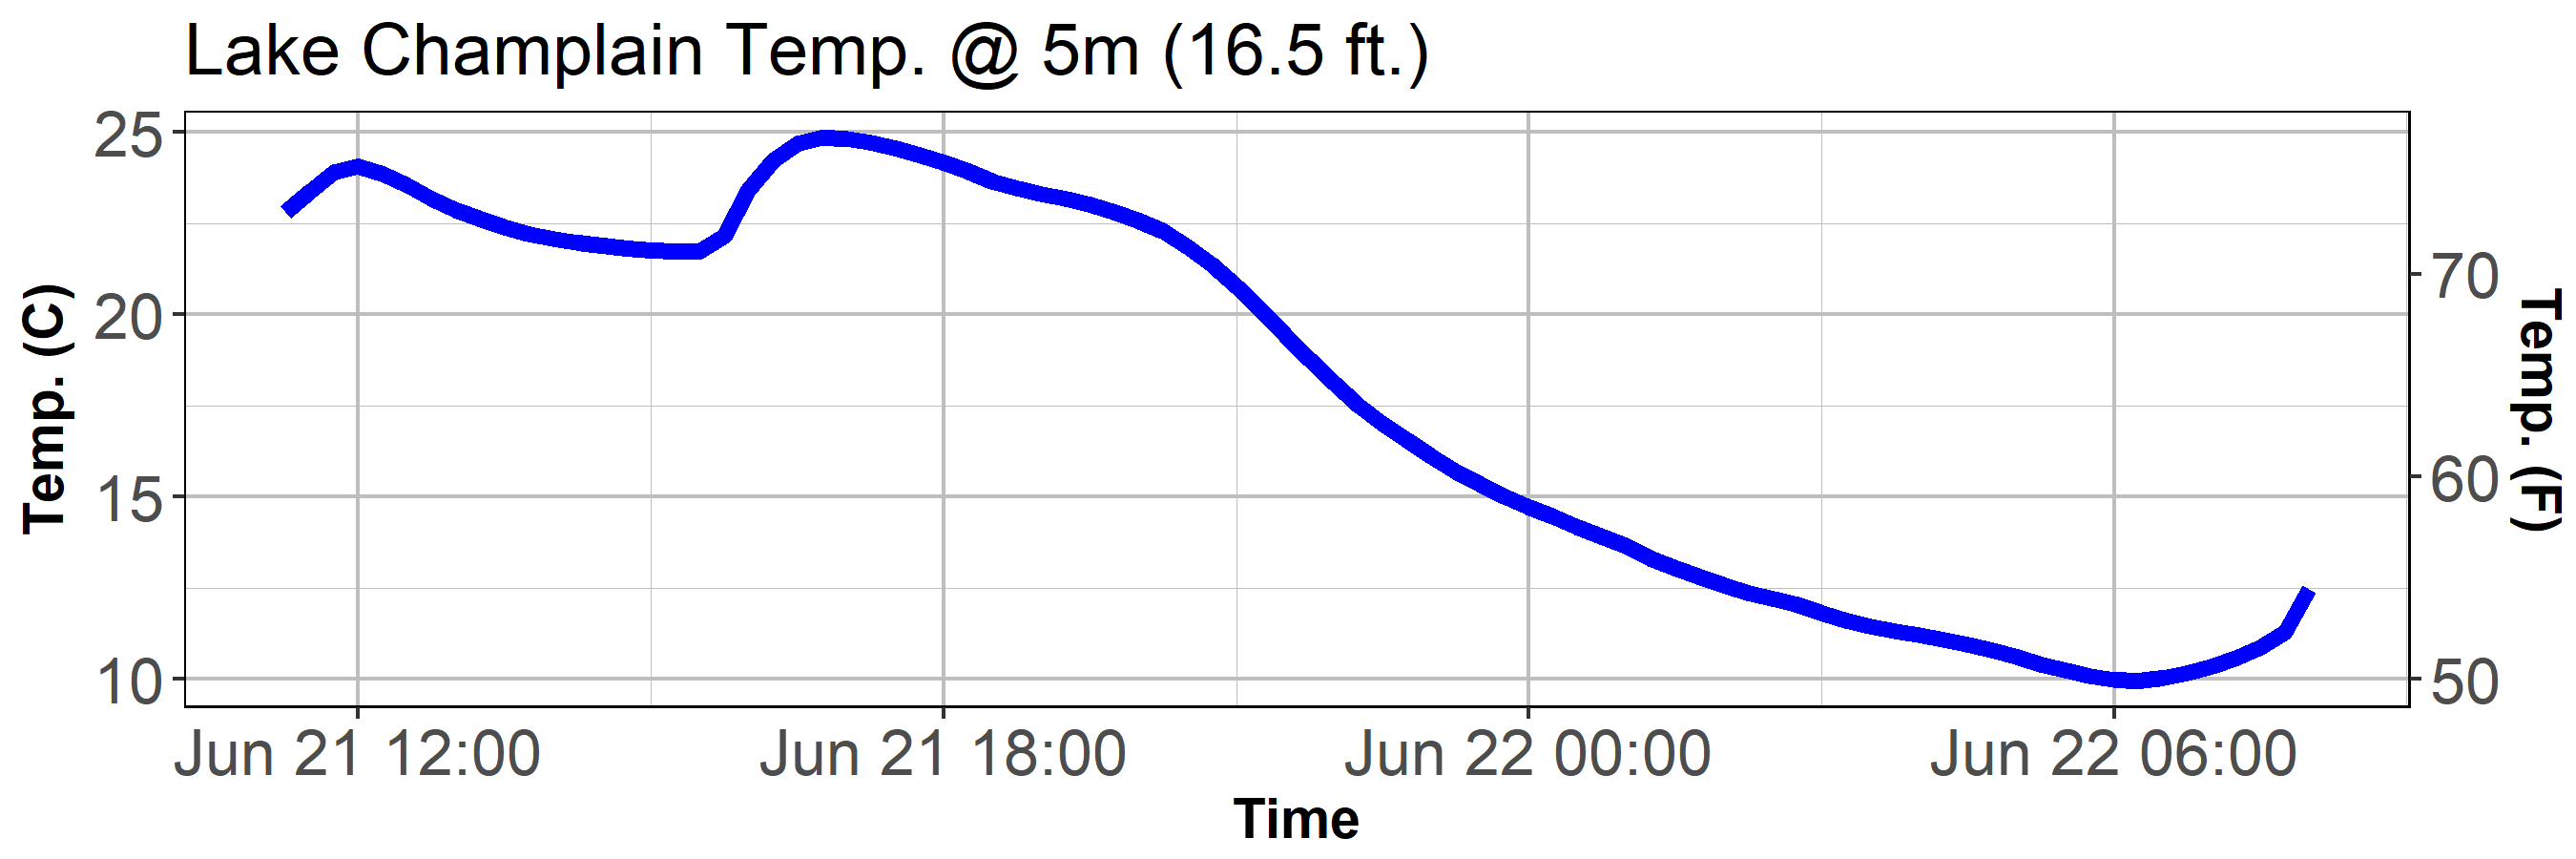 Lake Champlain Temp. @ 5m (16.5 ft.)
25
20
15
10
Temp. (C)
70
60
50
Temp. (F)
Jun 21 12:00 Jun 21 18:00 Jun 22 00:00 Jun 22 06:00
Time